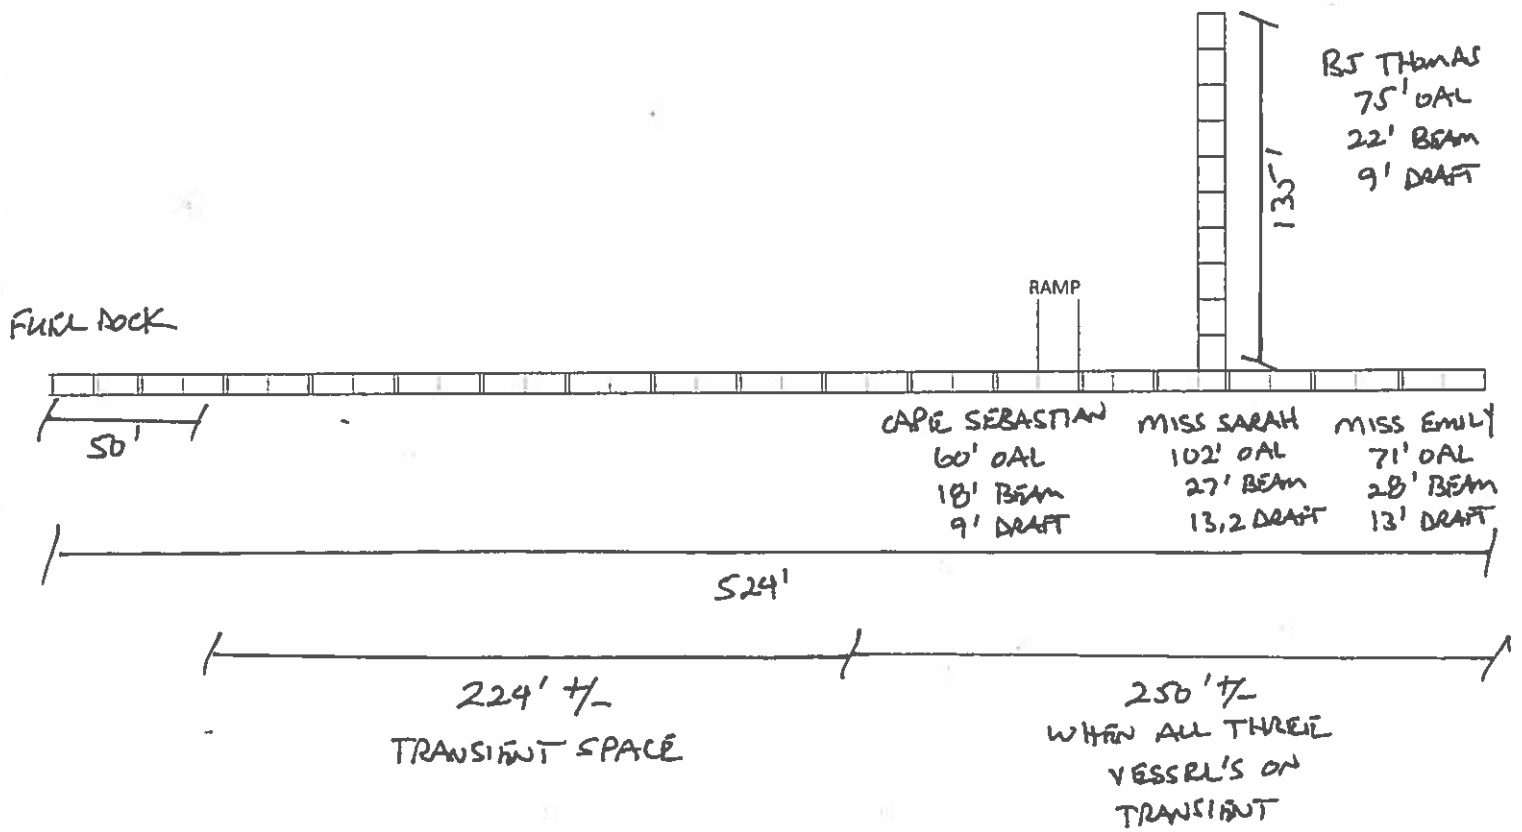 BJ THOMAS
75' OAL
22' BEAM
9' DRAFT
135'
RAMP
FUEL DOCK
50'
CAPE SEBASTIAN
60' OAL
18' BEAM
9' DRAFT
MISS SARAH
102' OAL
27' BEAM
13,2 DRAFT
MISS EMILY
71' OAL
28' BEAM
13' DRAFT
524'
224' +/-
TRANSIENT SPACE
250' +/-
WHEN ALL THREE
VESSEL'S ON
TRANSIENT